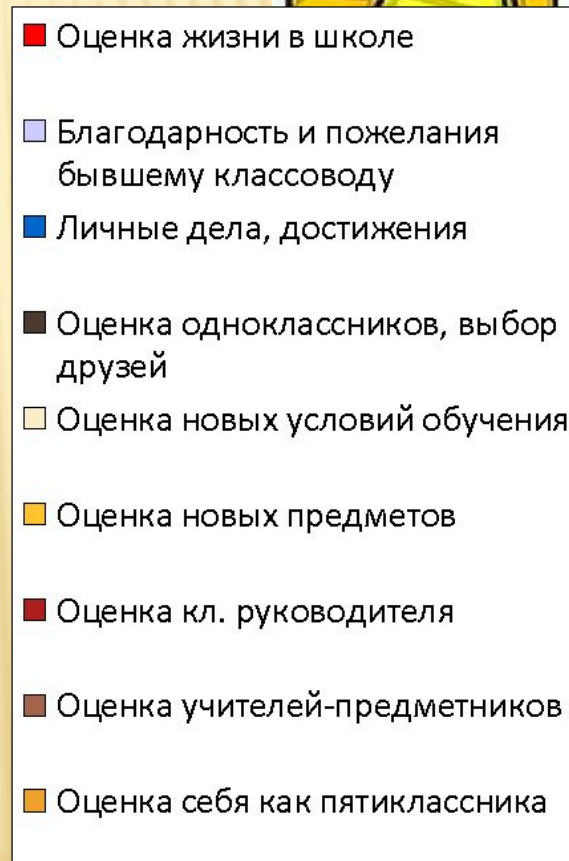 Оценка жизни в школе
Благодарность и пожелания
бывшему классоводу
Личные дела, достижения
Оценка одноклассников, выбор
друзей
Оценка новых условий обучения
Оценка новых предметов
Оценка кл. руководителя
Оценка учителей-предметников
Оценка себя как пятиклассника